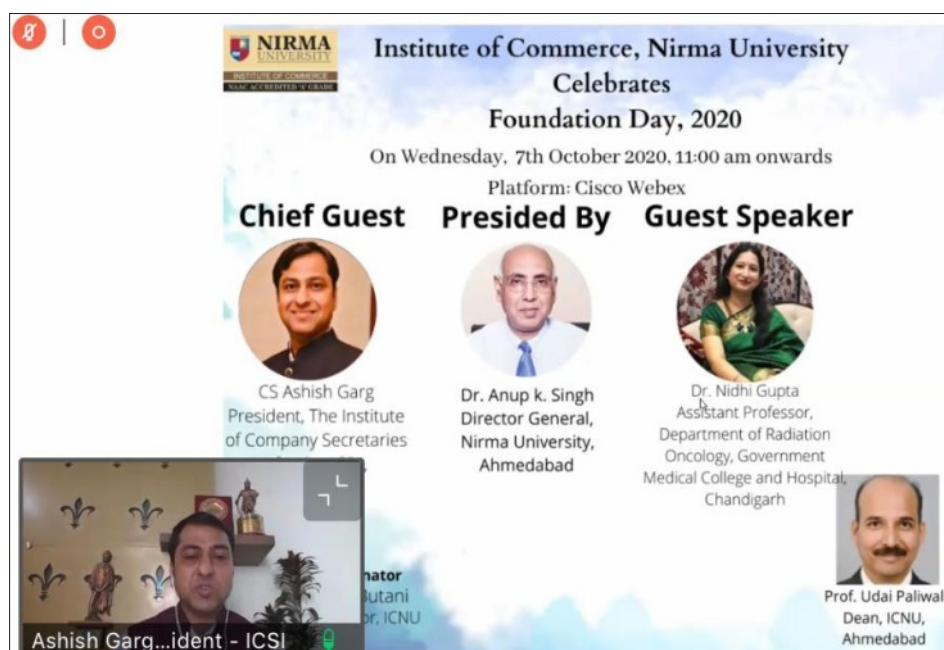 NIRMA
UNIVERSITY
INSTITUTE OF COMMERCE
NAAC ACCREDITED 'A' GRADE
Institute of Commerce, Nirma University
Celebrates
Foundation Day, 2020
On Wednesday, 7th October 2020, 11:00 am onwards
Platform: Cisco Webex
Chief Guest
CS Ashish Garg
President, The Institute
of Company Secretaries
Presided By
Dr. Anup k. Singh
Director General,
Nirma University,
Ahmedabad
Guest Speaker
Dr. Nidhi Gupta
Assistant Professor,
Department of Radiation
Oncology, Government
Medical College and Hospital,
Chandigarh
nator
Butani
or, ICNU
Prof. Udai Paliwal
Dean, ICNU,
Ahmedabad
Ashish Garg...ident - ICSI